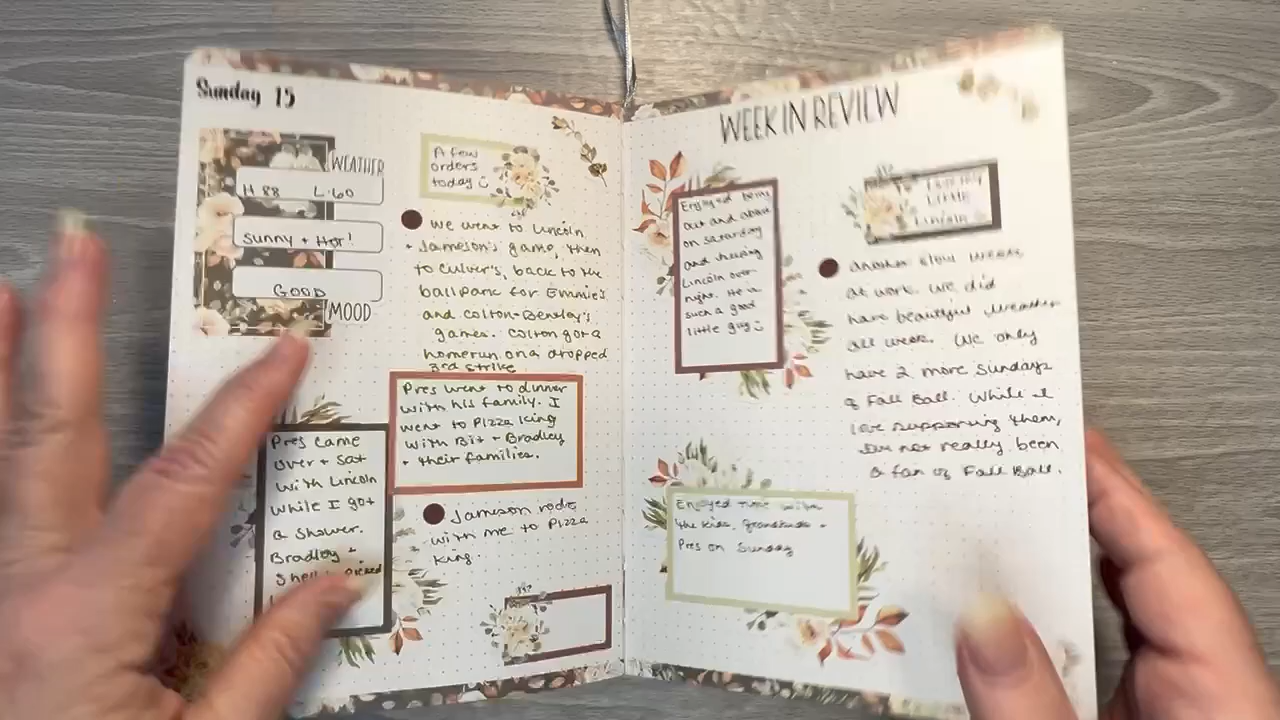 Sunday 15
WEATHER
H 88 L:60
Sunny + Hot!
GOOD
MOOD
A few
orders
today
we went to Lincoln
+ Jameson's game, then
to Culver's, back to the
ballpark for Emmie's
and Colton + Bentley's
games. Colton got a
homerun on a dropped
3rd strike
Pres went to dinner
with his family. I
went to Pizza King
with Bit + Bradley
+ their families.
Pres came
over + sat
with Lincoln
while I got
a shower.
Bradley +
picked
Jameson rode
with me to Pizza
King.
WEEK IN REVIEW
Enjoyed being
out and about
on Saturday
and having
Lincoln over
night. He is
such a good
little guy
Lincoln
another slow week
at work. We did
have beautiful weather
all week. We only
have 2 more Sundays
of Fall Ball. While I
love supporting them,
I'm not really been
a fan of Fall Ball.
Enjoyed time with
the kids, grandkids +
Pres on Sunday